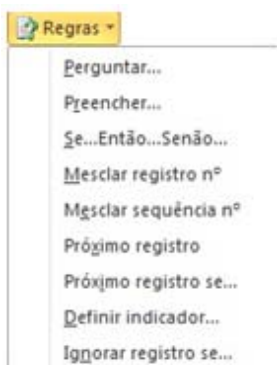 Regras
Perguntar...
Preencher...
Se...Então...Senão...
Mesclar registro nº
Mesclar sequência nº
Próximo registro
Próximo registro se...
Definir indicador...
Ignorar registro se...